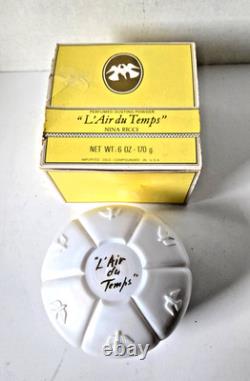 PERFUMED DUSTING POWDER
"L'Air du Temps"
NINA RICCI
NET WT. 6 OZ - 170 g
IMPORTED OILS COMPOUNDED IN U.S.A.
"L'Air
du
Temps"